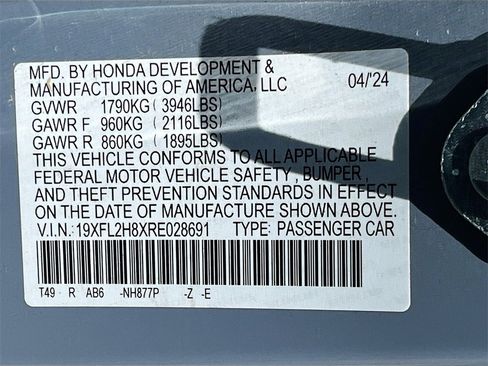 MFD. BY HONDA DEVELOPMENT &
MANUFACTURING OF AMERICA, LLC 04/'24
GVWR 1790KG (3946LBS)
GAWR F 960KG (2116LBS)
GAWR R 860KG (1895LBS)
THIS VEHICLE CONFORMS TO ALL APPLICABLE
FEDERAL MOTOR VEHICLE SAFETY, BUMPER,
AND THEFT PREVENTION STANDARDS IN EFFECT
ON THE DATE OF MANUFACTURE SHOWN ABOVE.
V.I.N.:19XFL2H8XRE028691 TYPE: PASSENGER CAR
T49 R AB6 -NH877P -Z -E